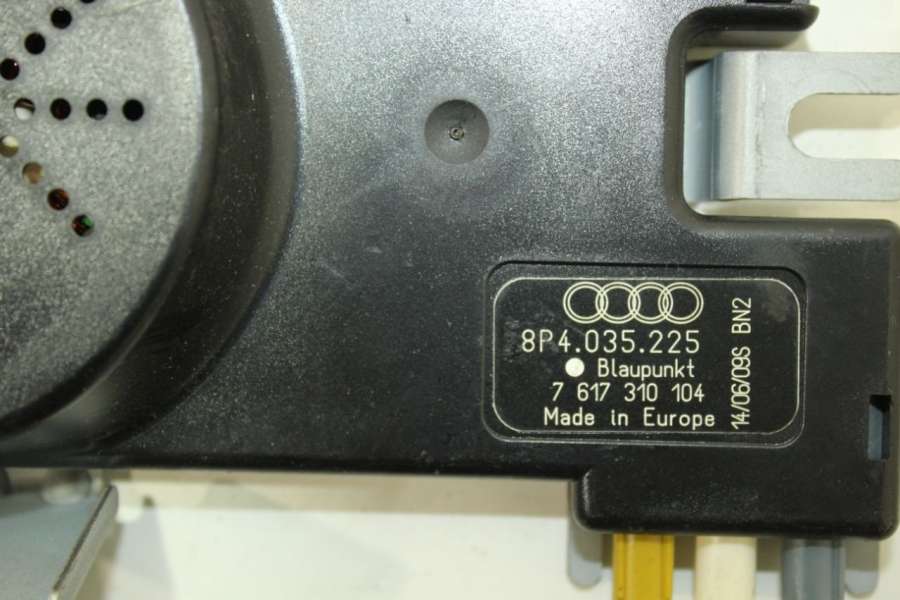 8P4.035.225
Blaupunkt
7 617 310 104
Made in Europe
14/06/09S BN2